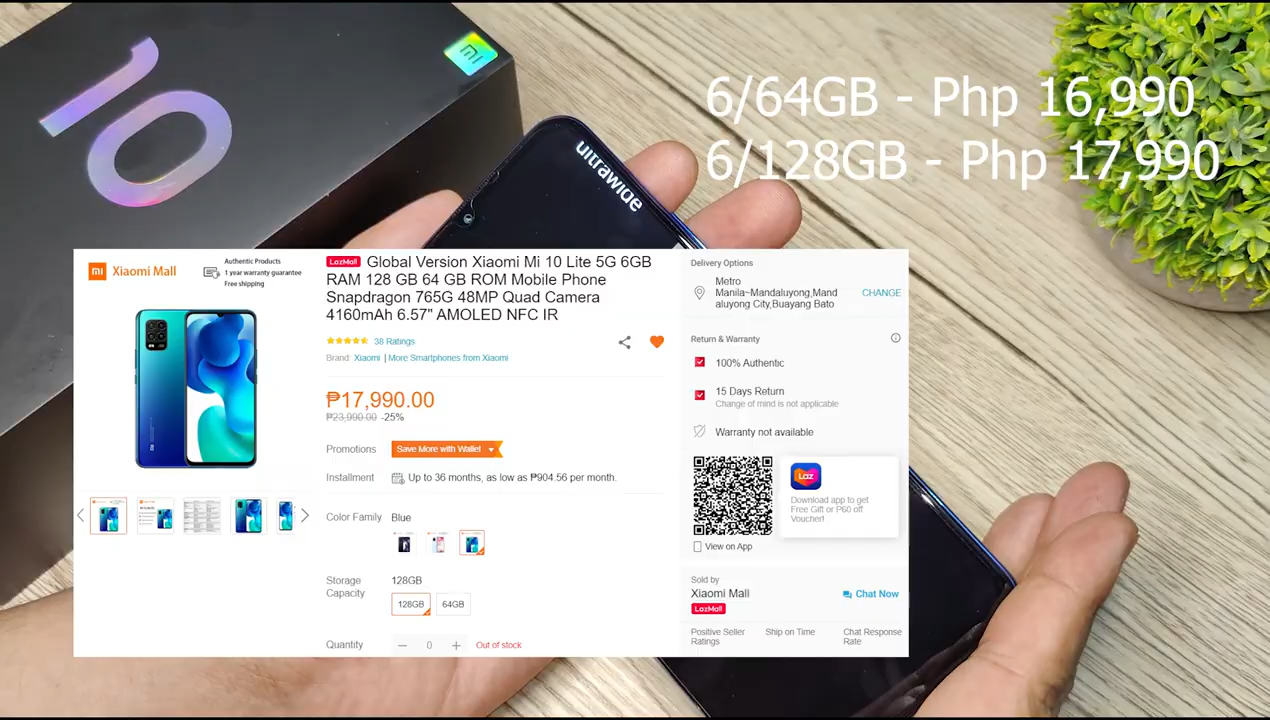 10
6/64GB - Php 16,990
6/128GB - Php 17,990
ultrawide
mi Xiaomi Mall
Authentic Products
1 year warranty guarantee
Free shipping
LazMall Global Version Xiaomi Mi 10 Lite 5G 6GB
RAM 128 GB 64 GB ROM Mobile Phone
Snapdragon 765G 48MP Quad Camera
4160mAh 6.57" AMOLED NFC IR
38 Ratings
Brand: Xiaomi | More Smartphones from Xiaomi
₱17,990.00
₱23,990.00 -25%
Promotions Save More with Wallet
Installment Up to 36 months, as low as ₱904.56 per month.
Color Family Blue
Storage
Capacity
128GB
128GB 64GB
Quantity − 0 + Out of stock
Delivery Options
Metro
Manila~Mandaluyong,Mand
aluyong City,Buayang Bato
CHANGE
Return & Warranty
100% Authentic
15 Days Return
Change of mind is not applicable
Warranty not available
Laz
Download app to get
Free Gift or P60 off
Voucher!
View on App
Sold by
Xiaomi Mall
LazMall
Chat Now
Positive Seller
Ratings
Ship on Time
Chat Response
Rate